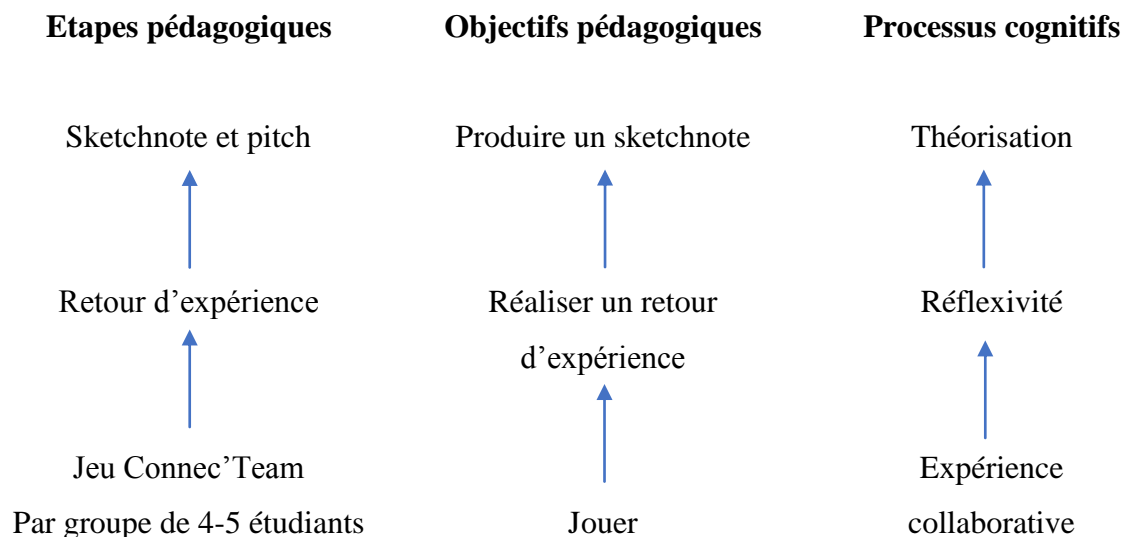 Etapes pédagogiques Objectifs pédagogiques Processus cognitifs
Sketchnote et pitch Produire un sketchnote Théorisation
Retour d’expérience Réaliser un retour Réflexivité
d’expérience
Jeu Connec’Team Expérience
Par groupe de 4-5 étudiants Jouer collaborative